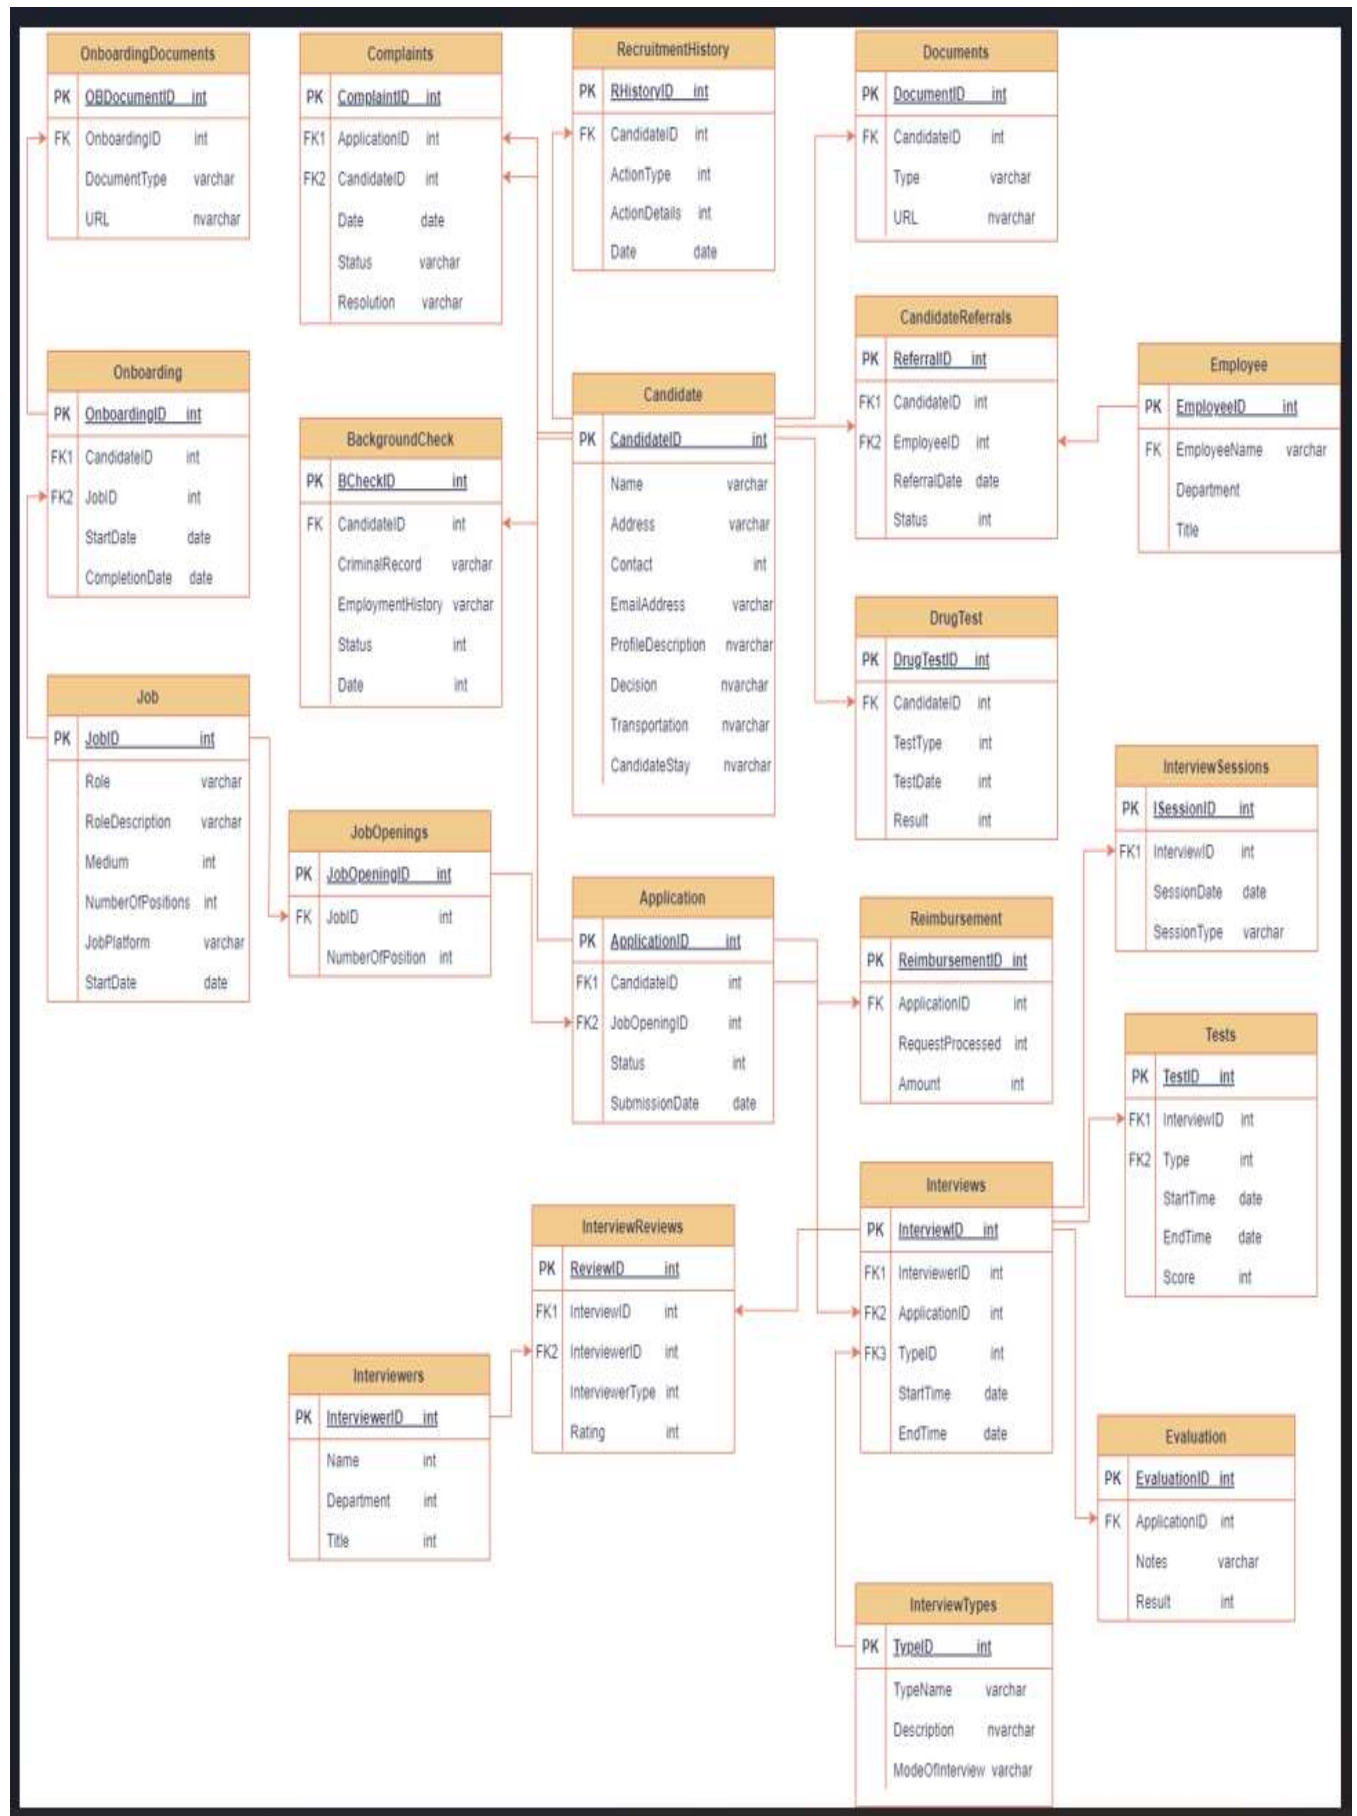 OnboardingDocuments
PK OBDocumentID int
FK OnboardingID int
DocumentType varchar
URL nvarchar
Complaints
PK ComplaintID int
FK1 ApplicationID int
FK2 CandidateID int
Date date
Status varchar
Resolution varchar
RecruitmentHistory
PK RHistoryID int
FK CandidateID int
ActionType int
ActionDetails int
Date date
Documents
PK DocumentID int
FK CandidateID int
Type varchar
URL nvarchar
CandidateReferrals
PK ReferralID int
FK1 CandidateID int
FK2 EmployeeID int
ReferralDate date
Status int
Employee
PK EmployeeID int
FK EmployeeName varchar
Department
Title
Onboarding
PK OnboardingID int
FK1 CandidateID int
FK2 JobID int
StartDate date
CompletionDate date
BackgroundCheck
PK BCheckID int
FK CandidateID int
CriminalRecord varchar
EmploymentHistory varchar
Status int
Date int
Candidate
PK CandidateID int
Name varchar
Address varchar
Contact int
EmailAddress varchar
ProfileDescription nvarchar
Decision nvarchar
Transportation nvarchar
CandidateStay nvarchar
DrugTest
PK DrugTestID int
FK CandidateID int
TestType int
TestDate int
Result int
Job
PK JobID int
Role varchar
RoleDescription varchar
Medium int
NumberOfPositions int
JobPlatform varchar
StartDate date
JobOpenings
PK JobOpeningID int
FK JobID int
NumberOfPosition int
Application
PK ApplicationID int
FK1 CandidateID int
FK2 JobOpeningID int
Status int
SubmissionDate date
Reimbursement
PK ReimbursementID int
FK ApplicationID int
RequestProcessed int
Amount int
InterviewSessions
PK ISessionID int
FK1 InterviewID int
SessionDate date
SessionType varchar
Tests
PK TestID int
FK1 InterviewID int
FK2 Type int
StartTime date
EndTime date
Score int
Interviews
PK InterviewID int
FK1 InterviewerID int
FK2 ApplicationID int
FK3 TypeID int
StartTime date
EndTime date
InterviewReviews
PK ReviewID int
FK1 InterviewID int
FK2 InterviewerID int
InterviewerType int
Rating int
Interviewers
PK InterviewerID int
Name int
Department int
Title int
Evaluation
PK EvaluationID int
FK ApplicationID int
Notes varchar
Result int
InterviewTypes
PK TypeID int
TypeName varchar
Description nvarchar
ModeOfInterview varchar